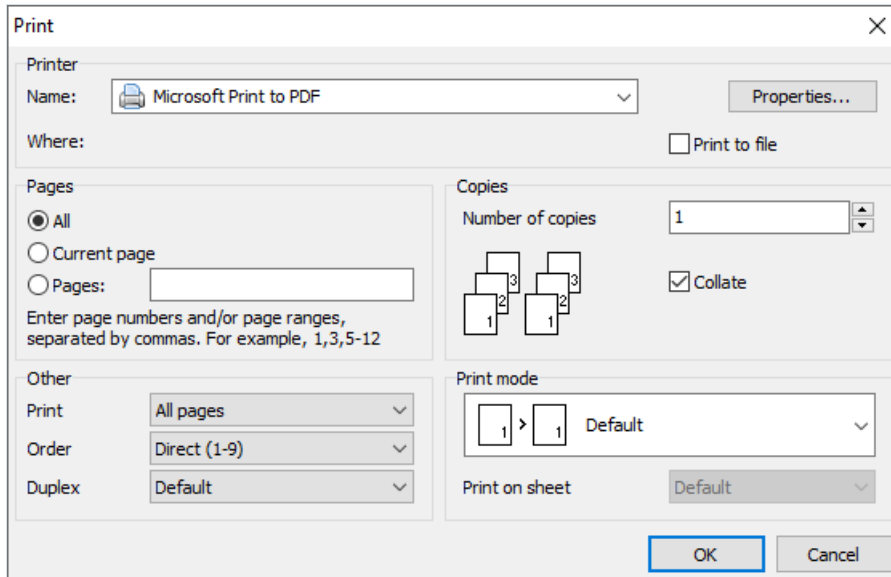 Print
Printer
Name: Microsoft Print to PDF Properties...
Where: Print to file
Pages
All
Current page
Pages:
Enter page numbers and/or page ranges,
separated by commas. For example, 1,3,5-12
Copies
Number of copies 1
1 2 3 1 2 3
Collate
Other
Print All pages
Order Direct (1-9)
Duplex Default
Print mode
1 > 1 Default
Print on sheet Default
OK Cancel